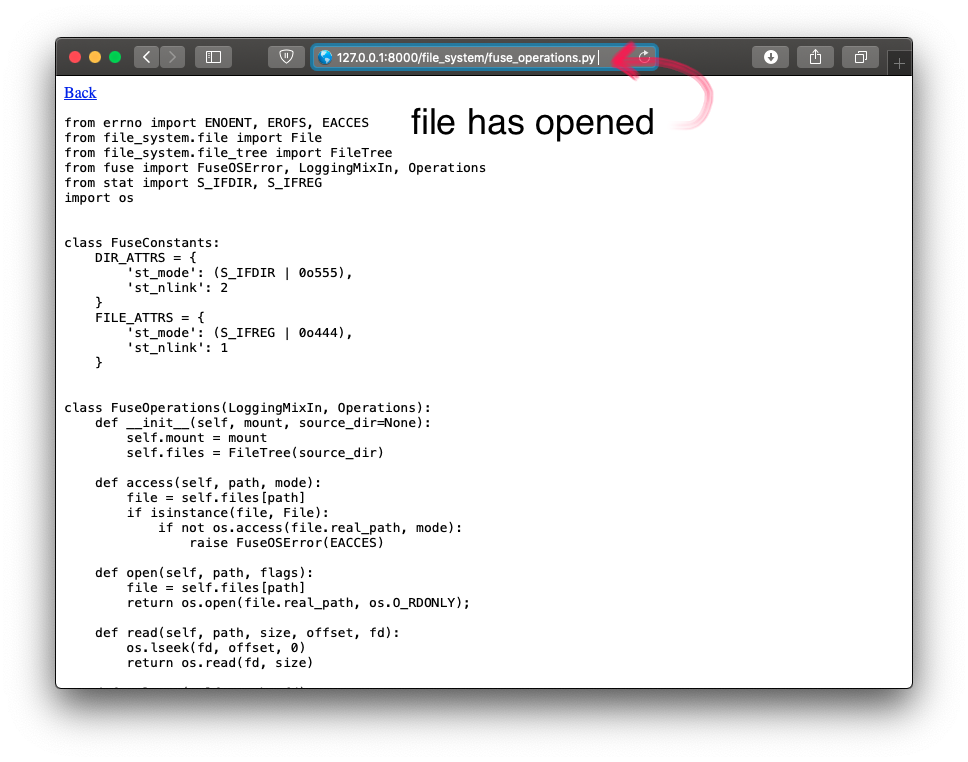 127.0.0.1:8000/file_system/fuse_operations.py
Back
file has opened
from errno import ENOENT, EROFS, EACCES
from file_system.file import File
from file_system.file_tree import FileTree
from fuse import FuseOSError, LoggingMixIn, Operations
from stat import S_IFDIR, S_IFREG
import os
class FuseConstants:
    DIR_ATTRS = {
        'st_mode': (S_IFDIR | 0o555),
        'st_nlink': 2
    }
    FILE_ATTRS = {
        'st_mode': (S_IFREG | 0o444),
        'st_nlink': 1
    }
class FuseOperations(LoggingMixIn, Operations):
    def __init__(self, mount, source_dir=None):
        self.mount = mount
        self.files = FileTree(source_dir)
    def access(self, path, mode):
        file = self.files[path]
        if isinstance(file, File):
            if not os.access(file.real_path, mode):
                raise FuseOSError(EACCES)
    def open(self, path, flags):
        file = self.files[path]
        return os.open(file.real_path, os.O_RDONLY);
    def read(self, path, size, offset, fd):
        os.lseek(fd, offset, 0)
        return os.read(fd, size)